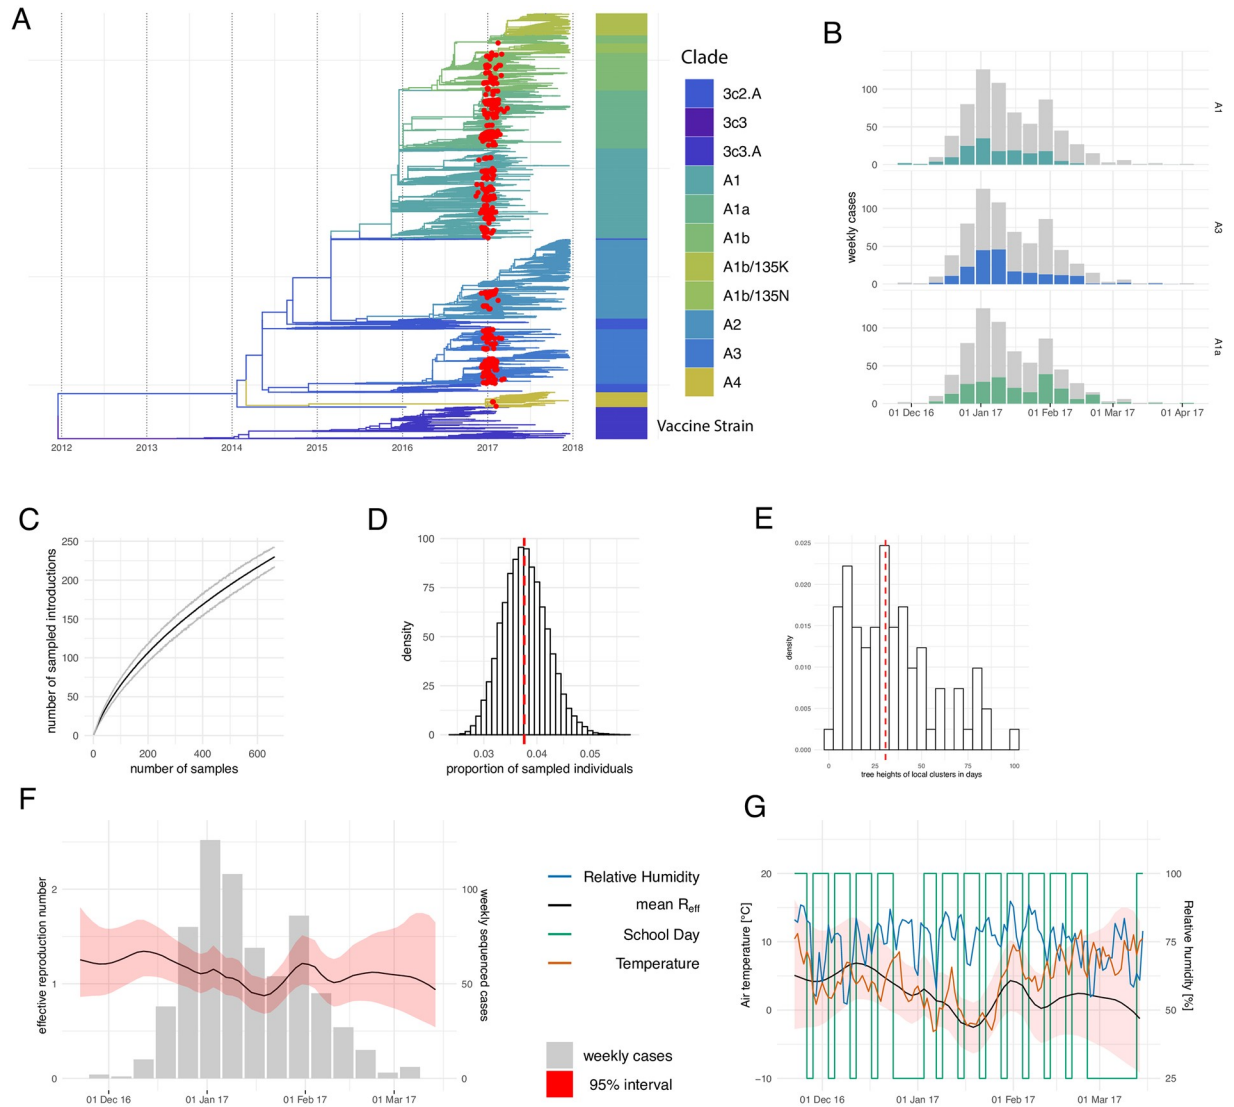 A
Clade
3c2.A
3c3
3c3.A
A1
A1a
A1b
A1b/135K
A1b/135N
A2
A3
A4
Vaccine Strain
2012
2013
2014
2015
2016
2017
2018
B
weekly cases
100
50
0
A1
100
50
0
A3
100
50
0
A1a
01 Dec 16
01 Jan 17
01 Feb 17
01 Mar 17
01 Apr 17
C
number of sampled introductions
250
200
150
100
50
0
0
200
400
600
number of samples
D
density
100
75
50
25
0
0.03
0.04
0.05
proportion of sampled individuals
E
density
0.025
0.020
0.015
0.010
0.005
0.000
0
25
50
75
100
tree heights of local clusters in days
F
effective reproduction number
2
1
0
100
50
0
weekly sequenced cases
01 Dec 16
01 Jan 17
01 Feb 17
01 Mar 17
Relative Humidity
mean Reff
School Day
Temperature
weekly cases
95% interval
G
Air temperature [°C]
20
10
0
−10
100
75
50
25
Relative humidity [%]
01 Dec 16
01 Jan 17
01 Feb 17
01 Mar 17